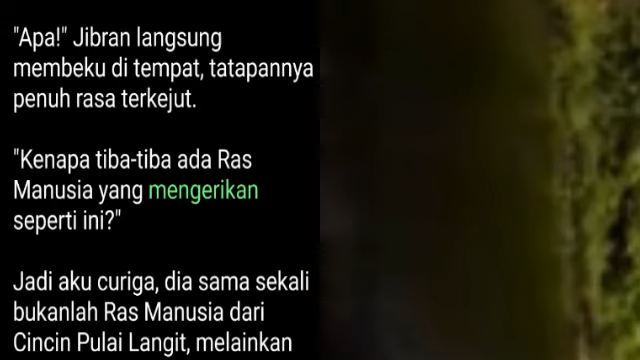 "Apa!" Jibran langsung
membeku di tempat, tatapannya
penuh rasa terkejut.
"Kenapa tiba-tiba ada Ras
Manusia yang mengerikan
seperti ini?"
Jadi aku curiga, dia sama sekali
bukanlah Ras Manusia dari
Cincin Pulai Langit, melainkan